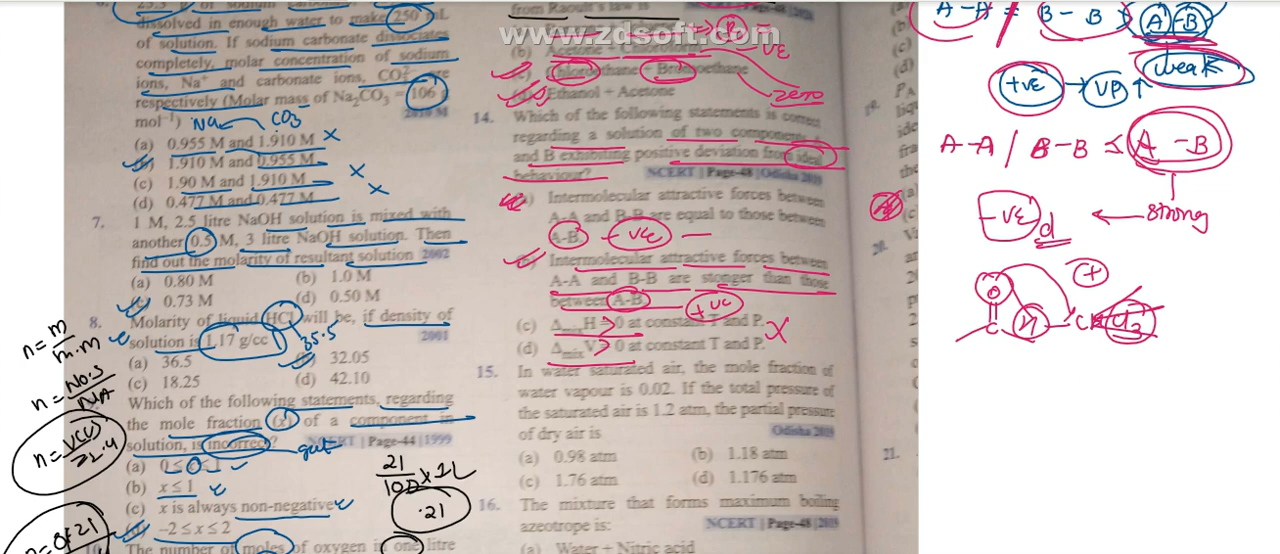 dissolved in enough water to make 250 mL
of solution. If sodium carbonate dissociates
completely, molar concentration of sodium
ions, Na⁺ and carbonate ions, CO
respectively (Molar mass of Na₂CO₃ = 106 g
mol⁻¹) 2010 M
Na CO3
(a) 0.955 M and 1.910 M
(b) 1.910 M and 0.955 M
(c) 1.90 M and 1.910 M
(d) 0.477 M and 0.477 M
7. 1 M, 2.5 litre NaOH solution is mixed with
another 0.5 M, 3 litre NaOH solution. Then
find out the molarity of resultant solution 2002
(a) 0.80 M (b) 1.0 M
0.73 M (d) 0.50 M
8. Molarity of liquid HCl will be, if density of
solution is 1.17 g/cc 2001
35.5
(a) 36.5 32.05
(c) 18.25 (d) 42.10
Which of the following statements, regarding
the mole fraction (x) of a component in
solution, is incorrect? NCERT | Page-44 | 1999
(a) 0 ≤ x ≤ 1
(b) x ≤ 1
(c) x is always non-negative
-2 ≤ x ≤ 2
The number of moles of oxygen in one litre
n = m/m.m
n = No.s/NA
21/100 × 1L
.21
from Raoult's law is
www.zdsoft.com
(b) Acetone + Chloroform
-ve
Chloroethane + Bromoethane
zero
Ethanol + Acetone
14. Which of the following statements is correct
regarding a solution of two components A
and B exhibiting positive deviation from ideal
behaviour? NCERT | Page-48 | Odisha 2019
Intermolecular attractive forces between
A-A and B-B are equal to those between
A-B. -ve
Intermolecular attractive forces between
A-A and B-B are stonger than those
between A-B. +ve
(c) ΔmixH > 0 at constant T and P.
(d) ΔmixV > 0 at constant T and P.
15. In water saturated air, the mole fraction of
water vapour is 0.02. If the total pressure of
the saturated air is 1.2 atm, the partial pressure
of dry air is Odisha 2019
(a) 0.98 atm (b) 1.18 atm
(c) 1.76 atm (d) 1.176 atm
16. The mixture that forms maximum boiling
azeotrope is: NCERT | Page-48 | 2019
(a) Water + Nitric acid
20.
21.
A-A = B-B A-B
weak
+ve → VP ↑
A-A / B-B ≤ A-B
-ve ← strong
d